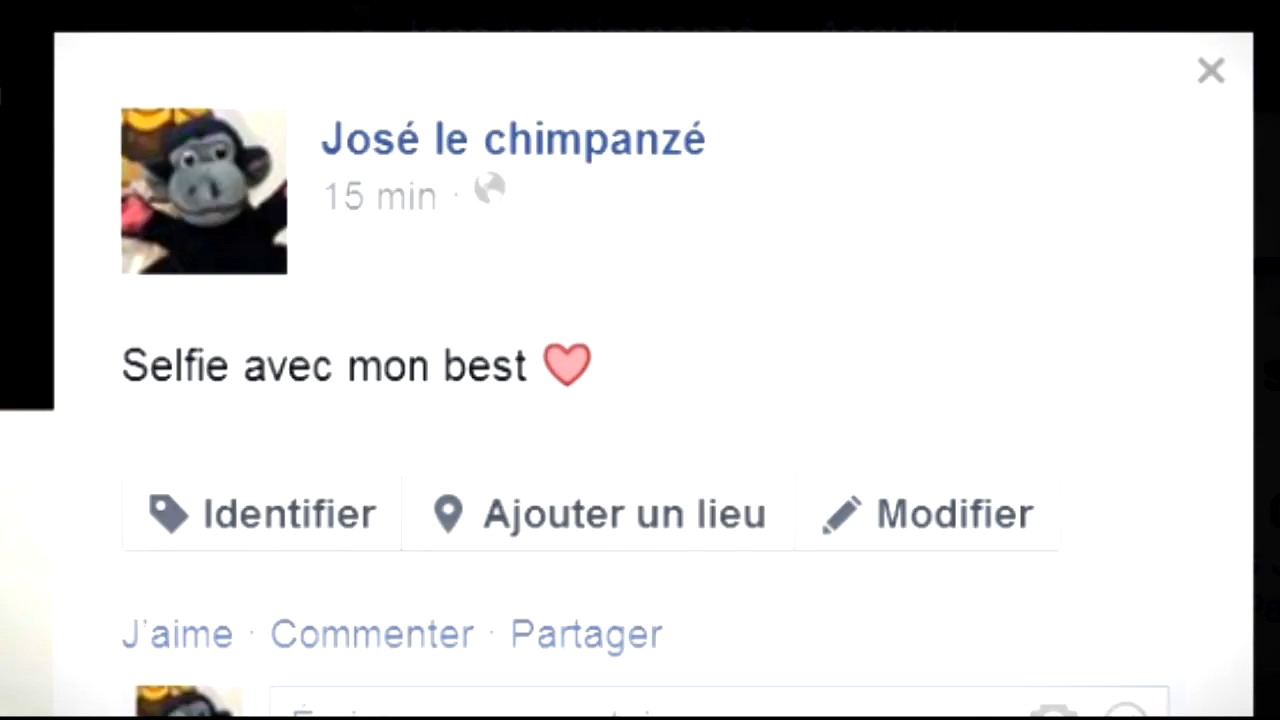 José le chimpanzé
15 min ·
Selfie avec mon best
Identifier
Ajouter un lieu
Modifier
J'aime · Commenter · Partager